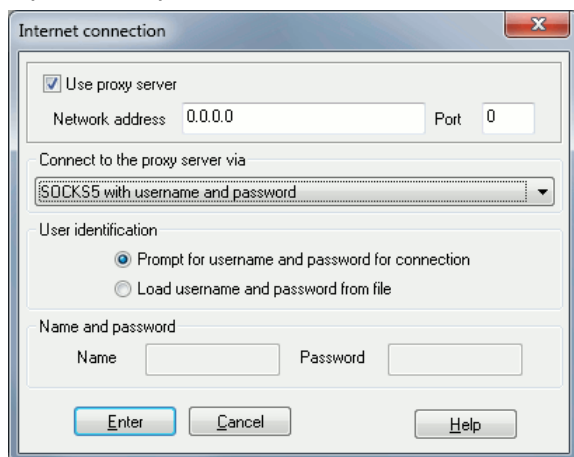 Internet connection
Use proxy server
Network address 0.0.0.0 Port 0
Connect to the proxy server via
SOCKS5 with username and password
User identification
Prompt for username and password for connection
Load username and password from file
Name and password
Name Password
Enter Cancel Help